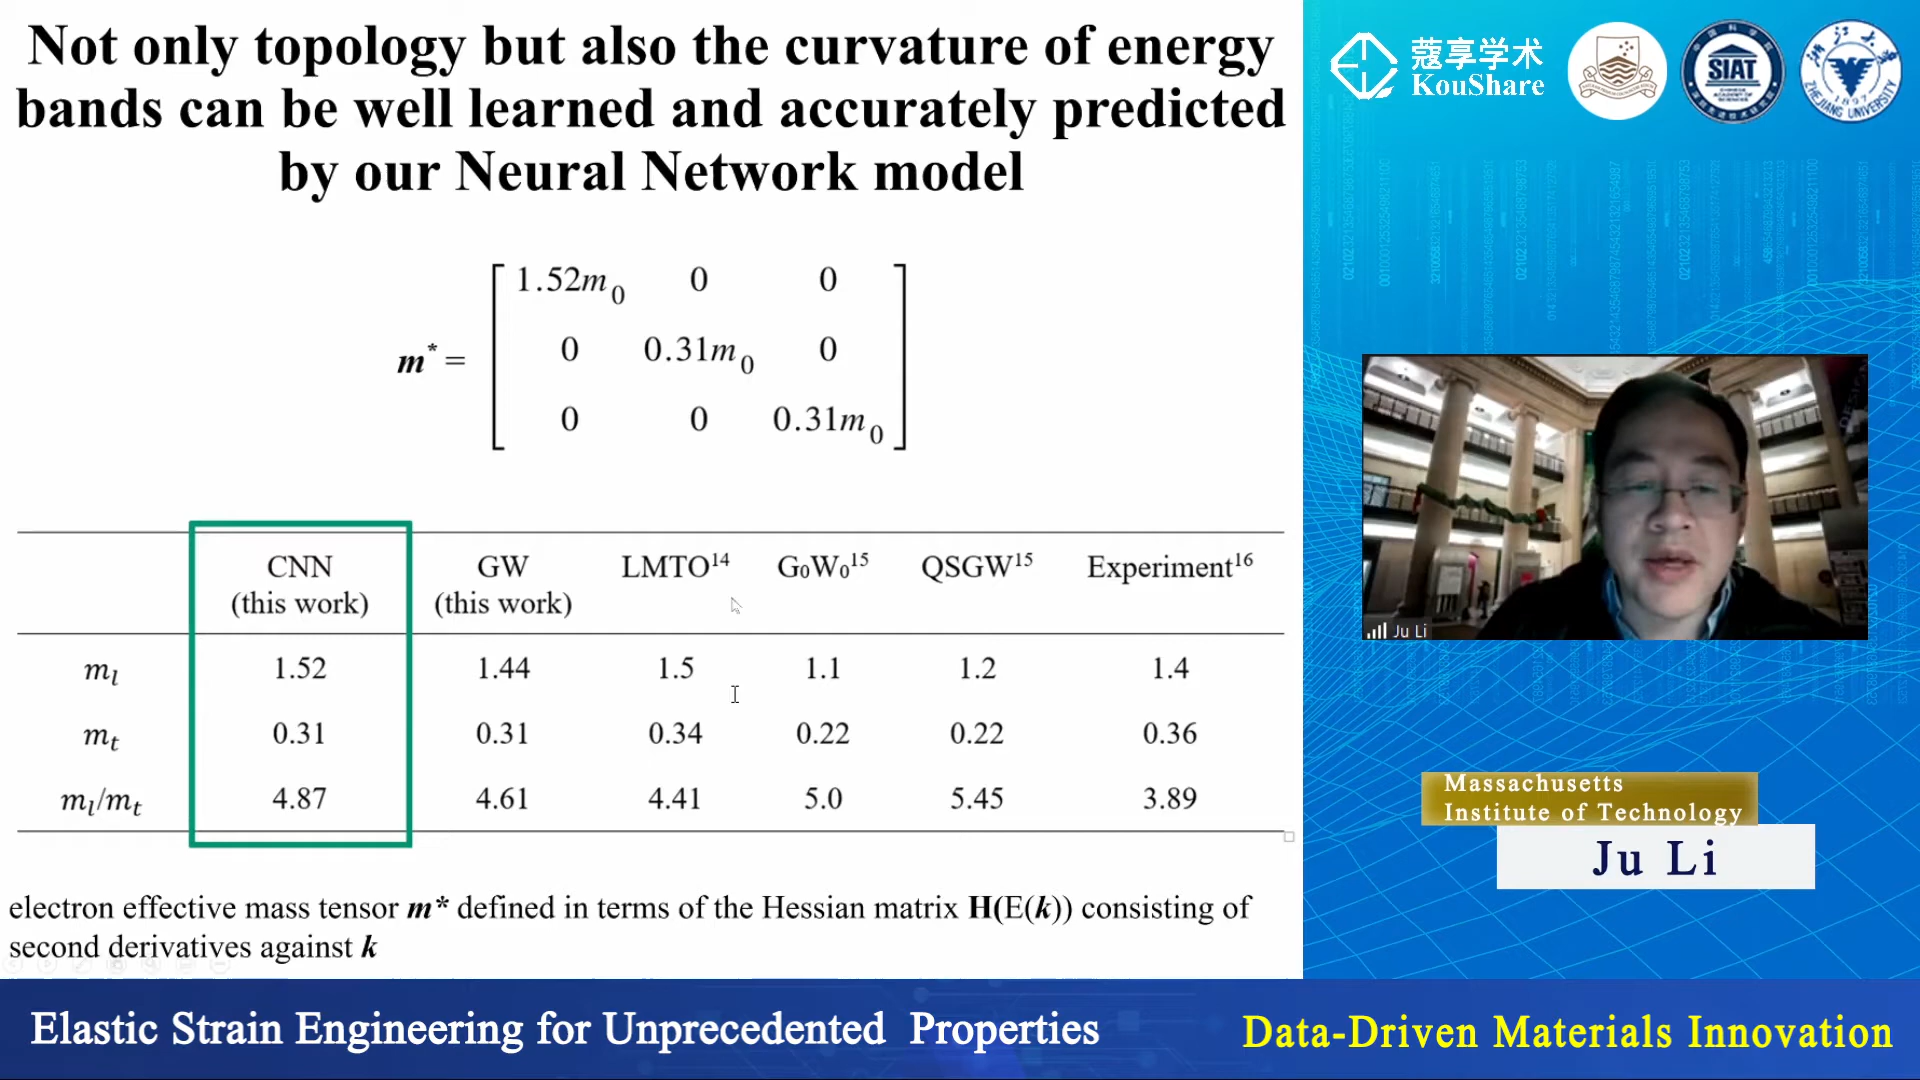 Not only topology but also the curvature of energy
bands can be well learned and accurately predicted
by our Neural Network model
m* =
1.52m₀ 0 0
0 0.31m₀ 0
0 0 0.31m₀
CNN (this work) GW (this work) LMTO¹⁴ G₀W₀¹⁵ QSGW¹⁵ Experiment¹⁶
mₗ 1.52 1.44 1.5 1.1 1.2 1.4
mₜ 0.31 0.31 0.34 0.22 0.22 0.36
mₗ/mₜ 4.87 4.61 4.41 5.0 5.45 3.89
electron effective mass tensor m* defined in terms of the Hessian matrix H(E(k)) consisting of
second derivatives against k
蔻享学术
KouShare
SIAT
ZHEJIANG UNIVERSITY
1897
Ju Li
Massachusetts
Institute of Technology
Ju Li
Elastic Strain Engineering for Unprecedented Properties
Data-Driven Materials Innovation